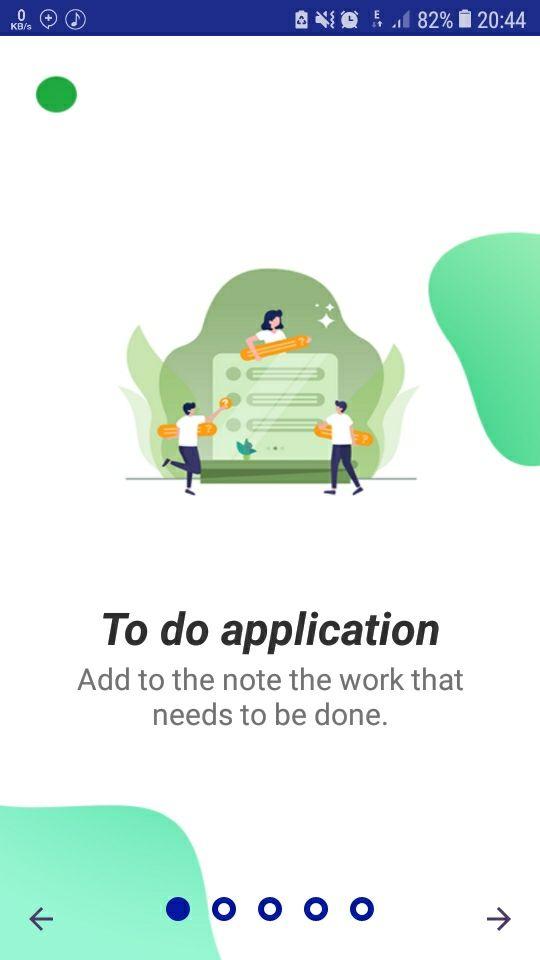 0
KB/s
E
82%
20:44
To do application
Add to the note the work that
needs to be done.